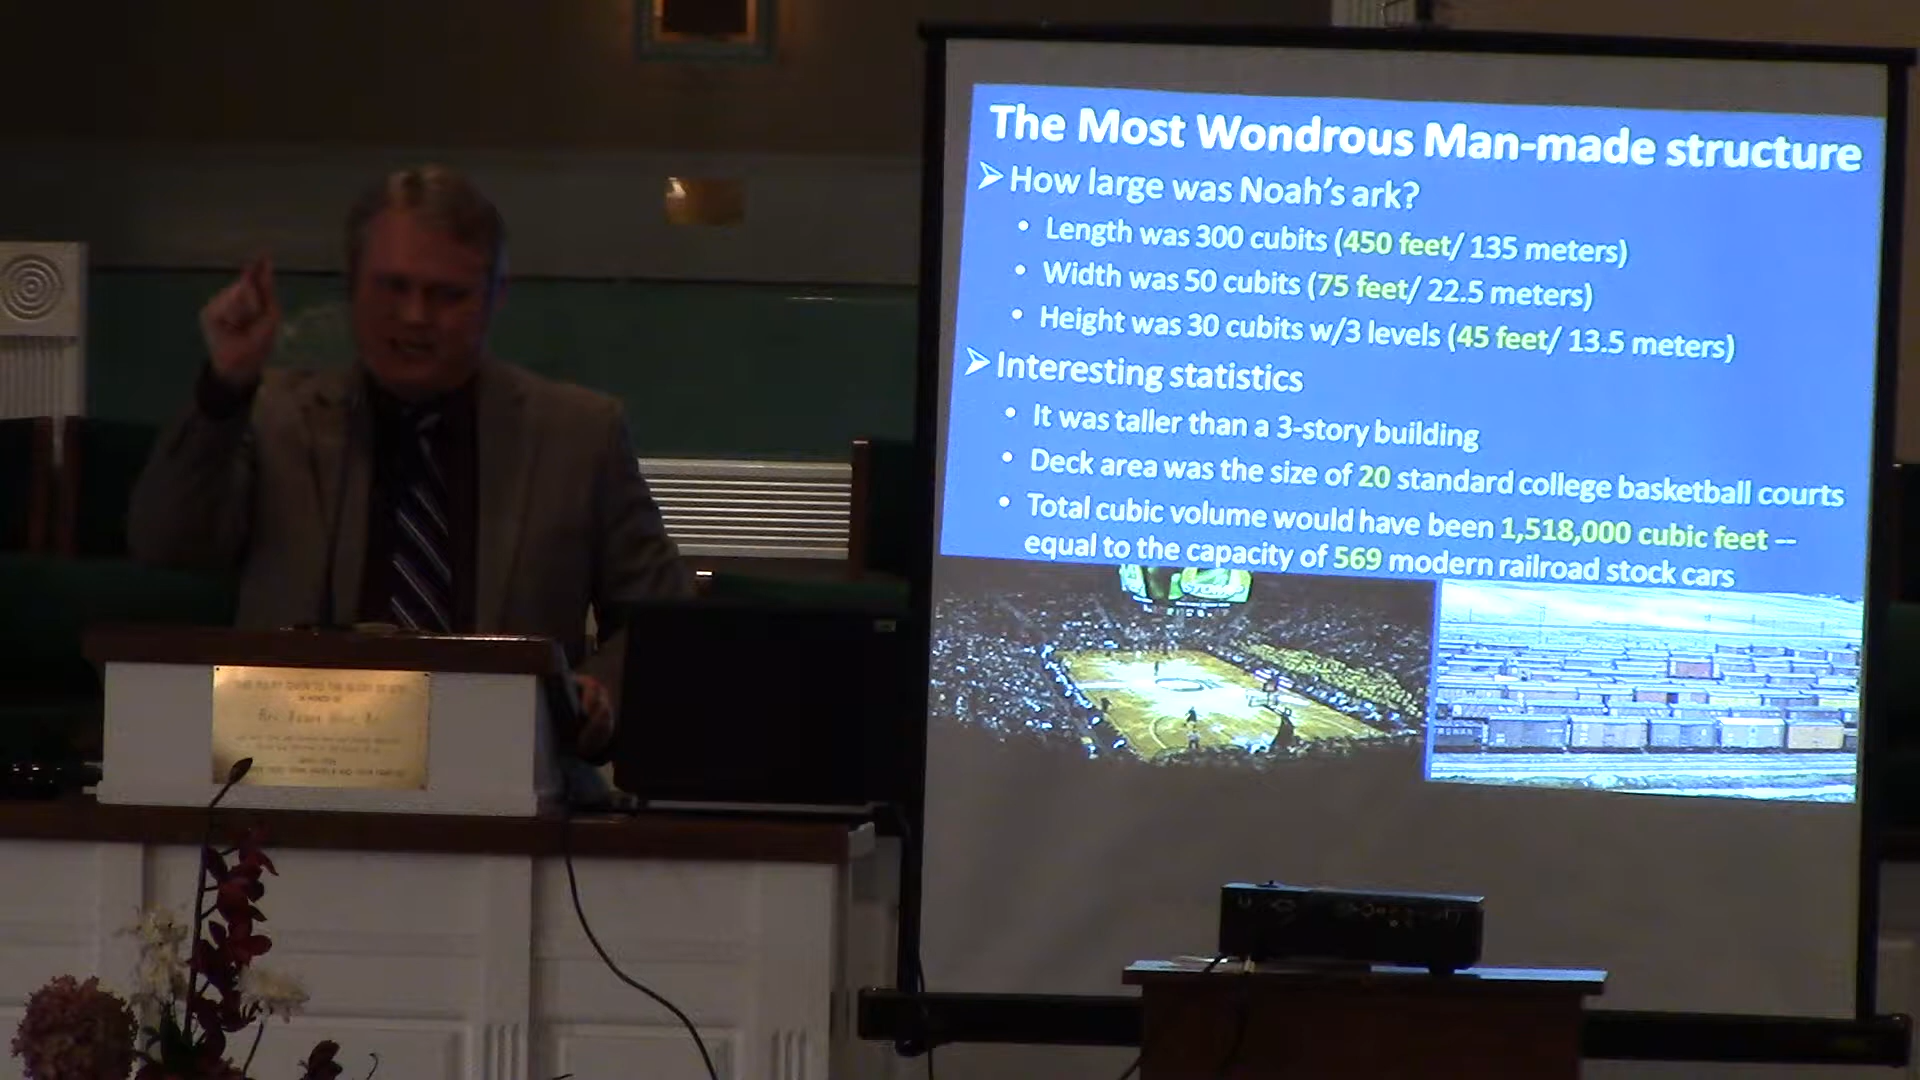 The Most Wondrous Man-made structure
How large was Noah's ark?
Length was 300 cubits (450 feet/ 135 meters)
Width was 50 cubits (75 feet/ 22.5 meters)
Height was 30 cubits w/3 levels (45 feet/ 13.5 meters)
Interesting statistics
It was taller than a 3-story building
Deck area was the size of 20 standard college basketball courts
Total cubic volume would have been 1,518,000 cubic feet --
equal to the capacity of 569 modern railroad stock cars